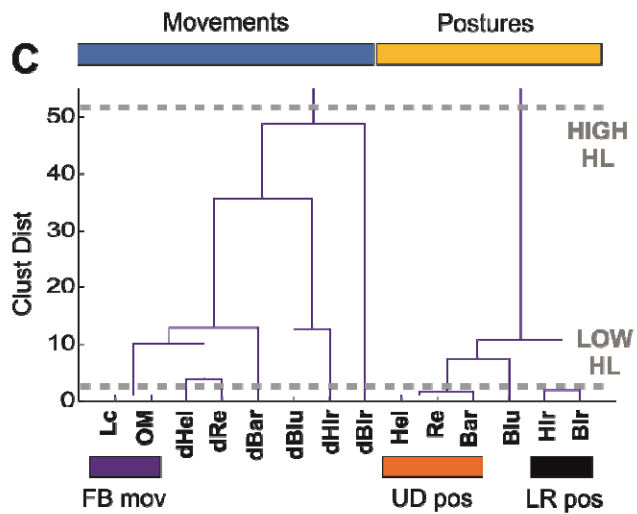 Movements Postures
C
50
HIGH
HL
40
30
20
10
LOW
HL
0
Clust Dist
Lc OM dHel dRe dBar dBlu dHlr dBlr Hel Re Bar Blu Hlr Blr
FB mov UD pos LR pos